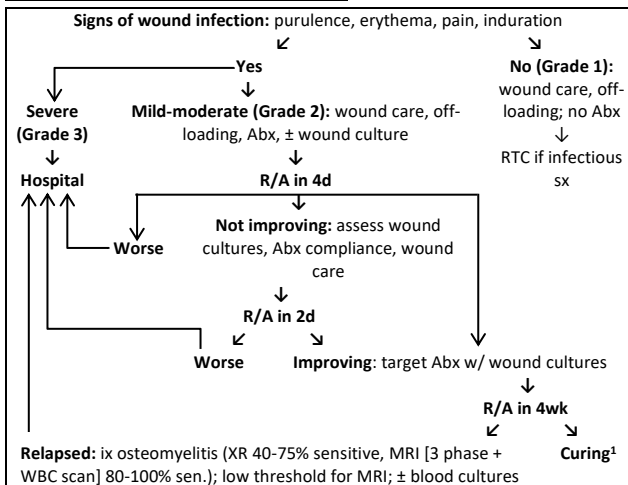 Signs of wound infection: purulence, erythema, pain, induration
↙ ↘
Yes
No (Grade 1):
wound care, off-
loading; no Abx
↓
RTC if infectious
sx
Severe
(Grade 3)
↓
Hospital
↓
Mild-moderate (Grade 2): wound care, off-
loading, Abx, ± wound culture
↓
R/A in 4d
Worse
Not improving: assess wound
cultures, Abx compliance, wound
care
↓
R/A in 2d
↙ ↘
Worse
Improving: target Abx w/ wound cultures
↓
R/A in 4wk
↙ ↘
Relapsed: ix osteomyelitis (XR 40-75% sensitive, MRI [3 phase +
WBC scan] 80-100% sen.); low threshold for MRI; ± blood cultures
Curing¹